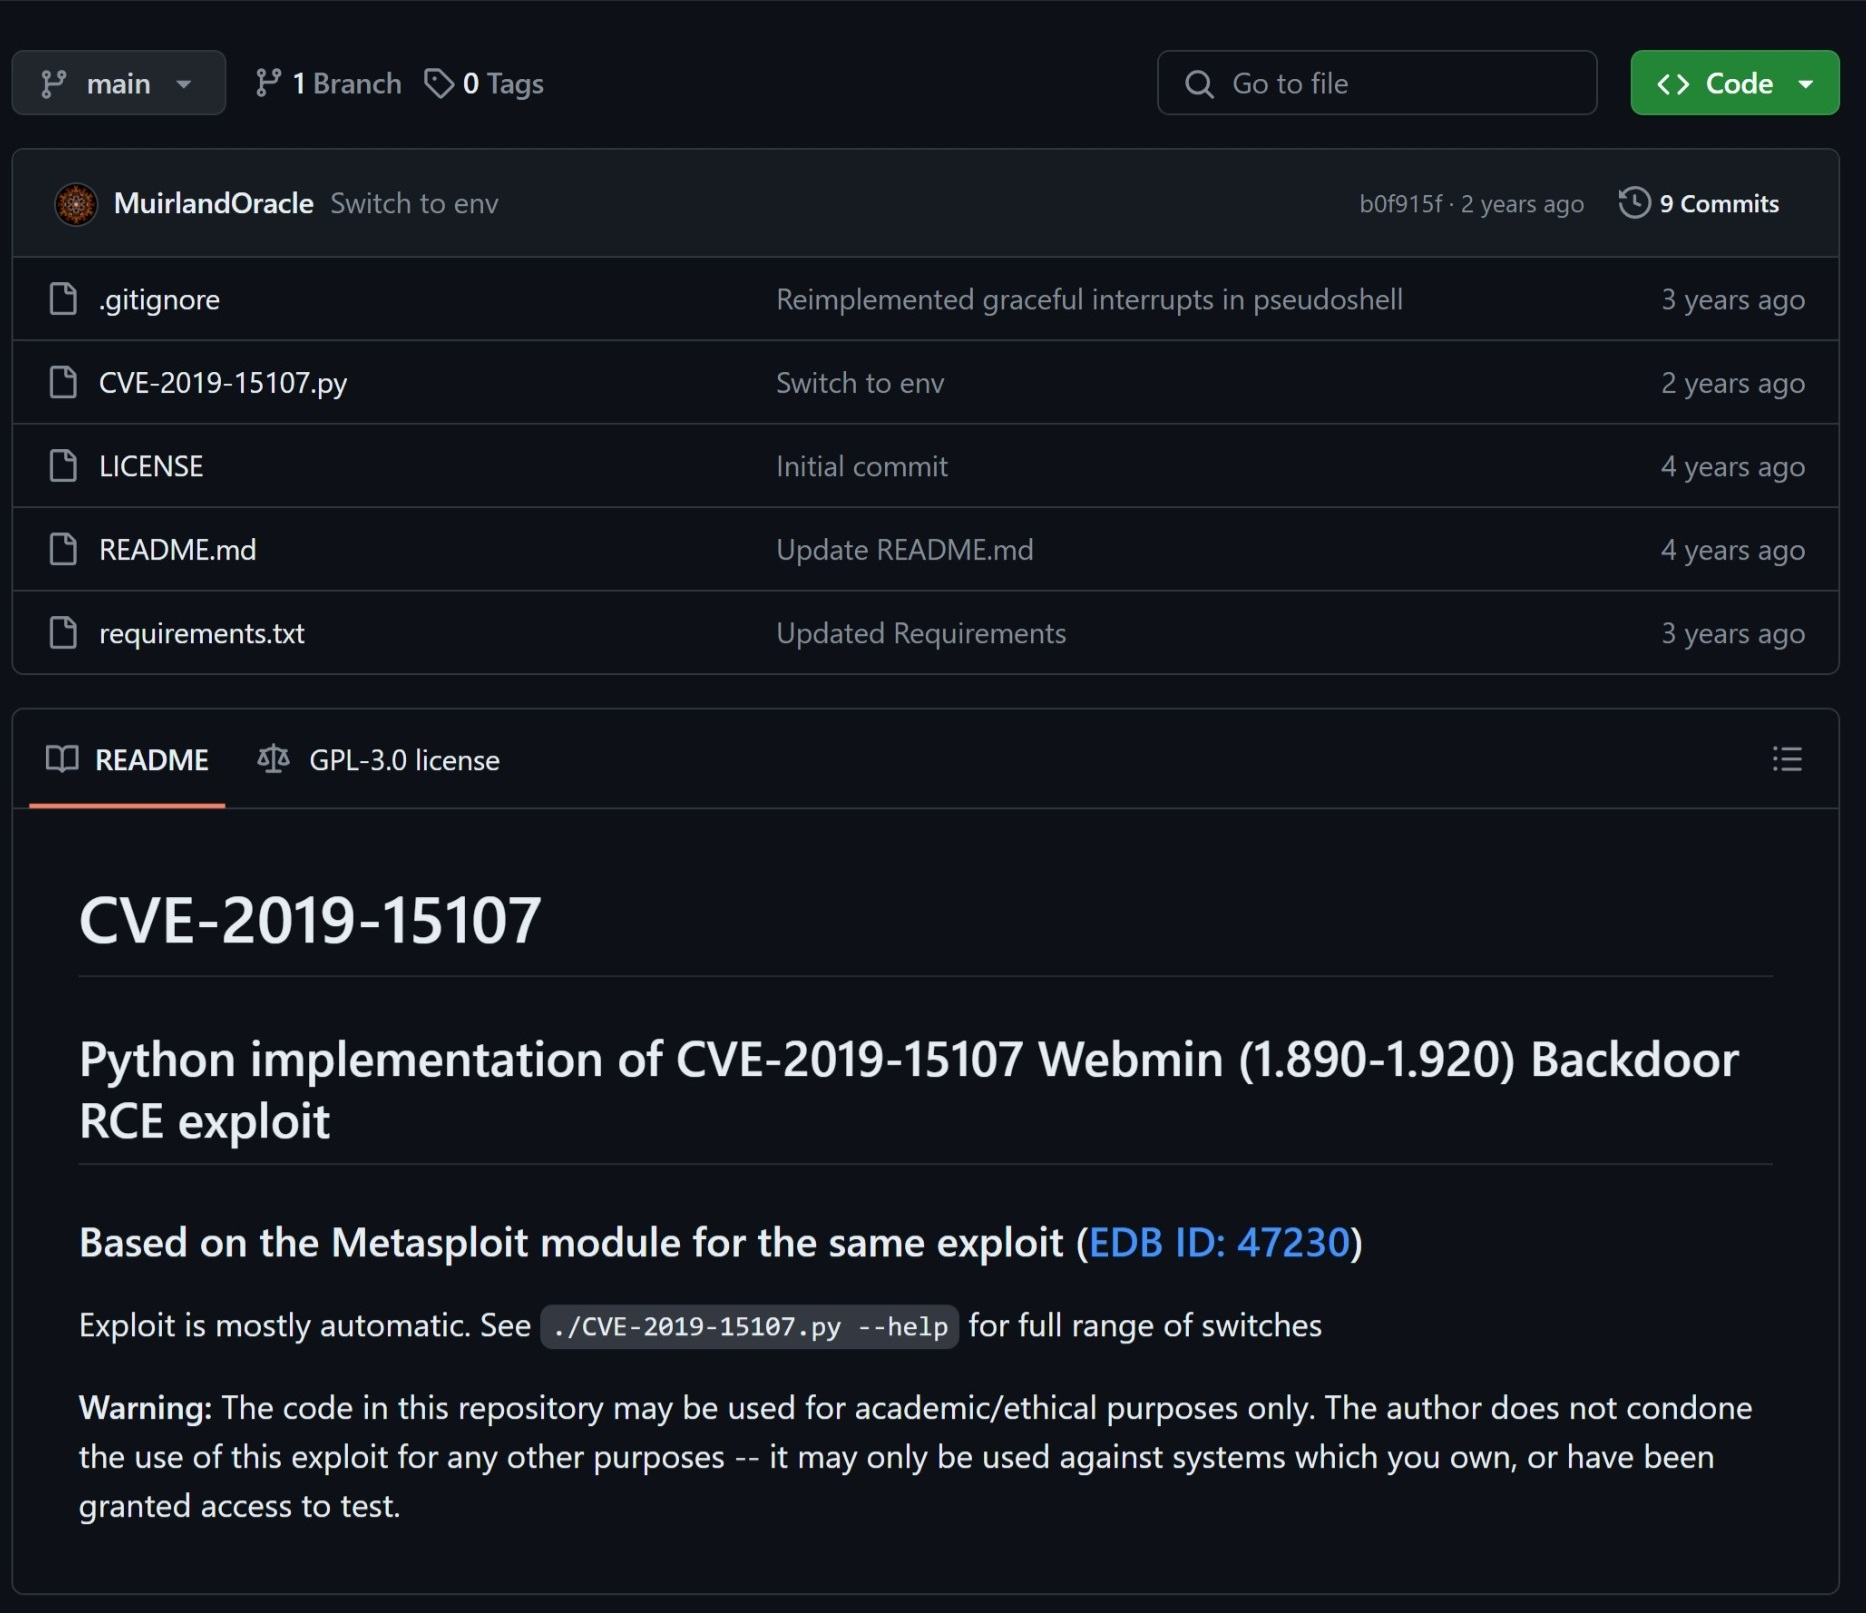 main
1 Branch
0 Tags
Go to file
Code
MuirlandOracle Switch to env
b0f915f · 2 years ago
9 Commits
.gitignore Reimplemented graceful interrupts in pseudoshell 3 years ago
CVE-2019-15107.py Switch to env 2 years ago
LICENSE Initial commit 4 years ago
README.md Update README.md 4 years ago
requirements.txt Updated Requirements 3 years ago
README
GPL-3.0 license
CVE-2019-15107
Python implementation of CVE-2019-15107 Webmin (1.890-1.920) Backdoor
RCE exploit
Based on the Metasploit module for the same exploit (EDB ID: 47230)
Exploit is mostly automatic. See ./CVE-2019-15107.py --help for full range of switches
Warning: The code in this repository may be used for academic/ethical purposes only. The author does not condone
the use of this exploit for any other purposes -- it may only be used against systems which you own, or have been
granted access to test.